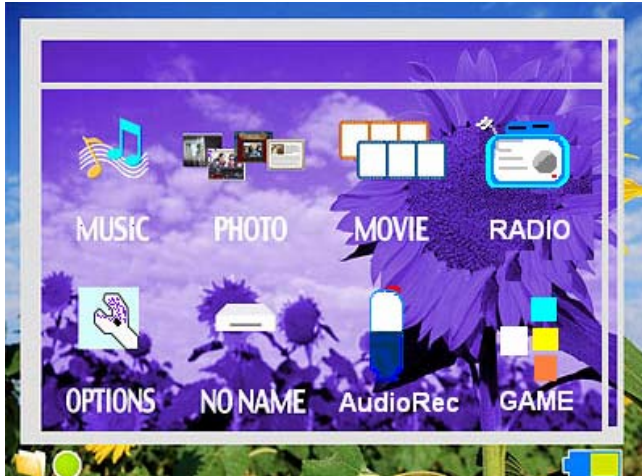 MUSIC PHOTO MOVIE RADIO
OPTIONS NO NAME AudioRec GAME